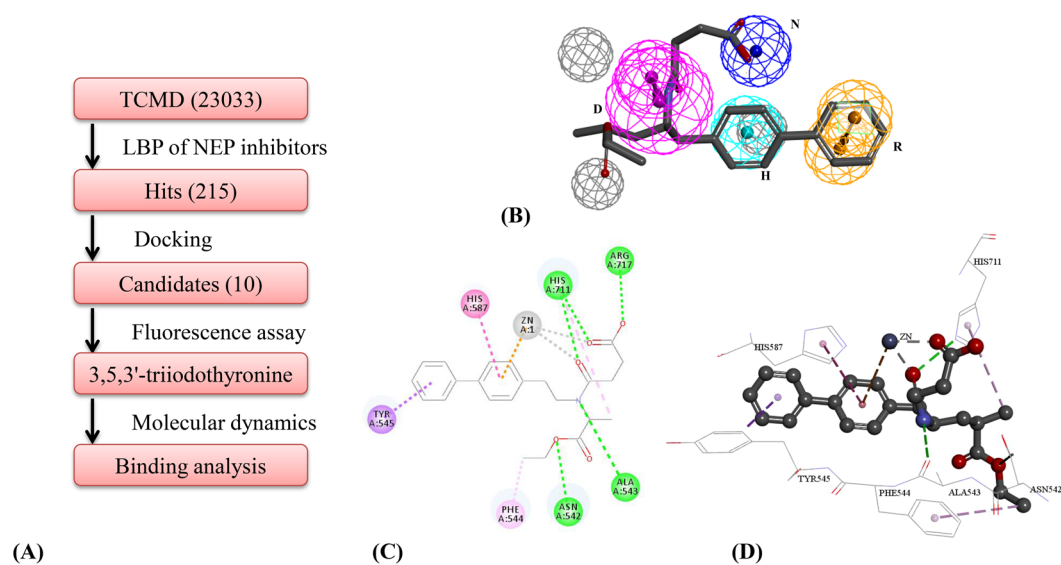 TCMD (23033)
LBP of NEP inhibitors
Hits (215)
Docking
Candidates (10)
Fluorescence assay
3,5,3'-triiodothyronine
Molecular dynamics
Binding analysis
(A)
N
D
H
R
(B)
ARG
A:717
HIS
A:711
HIS
A:587
ZN
A:1
O
O
O
N
O
O
TYR
A:545
ALA
A:543
ASN
A:542
PHE
A:544
(C)
HIS711
ZN
HIS587
TYR545
PHE544
ALA543
ASN542
(D)